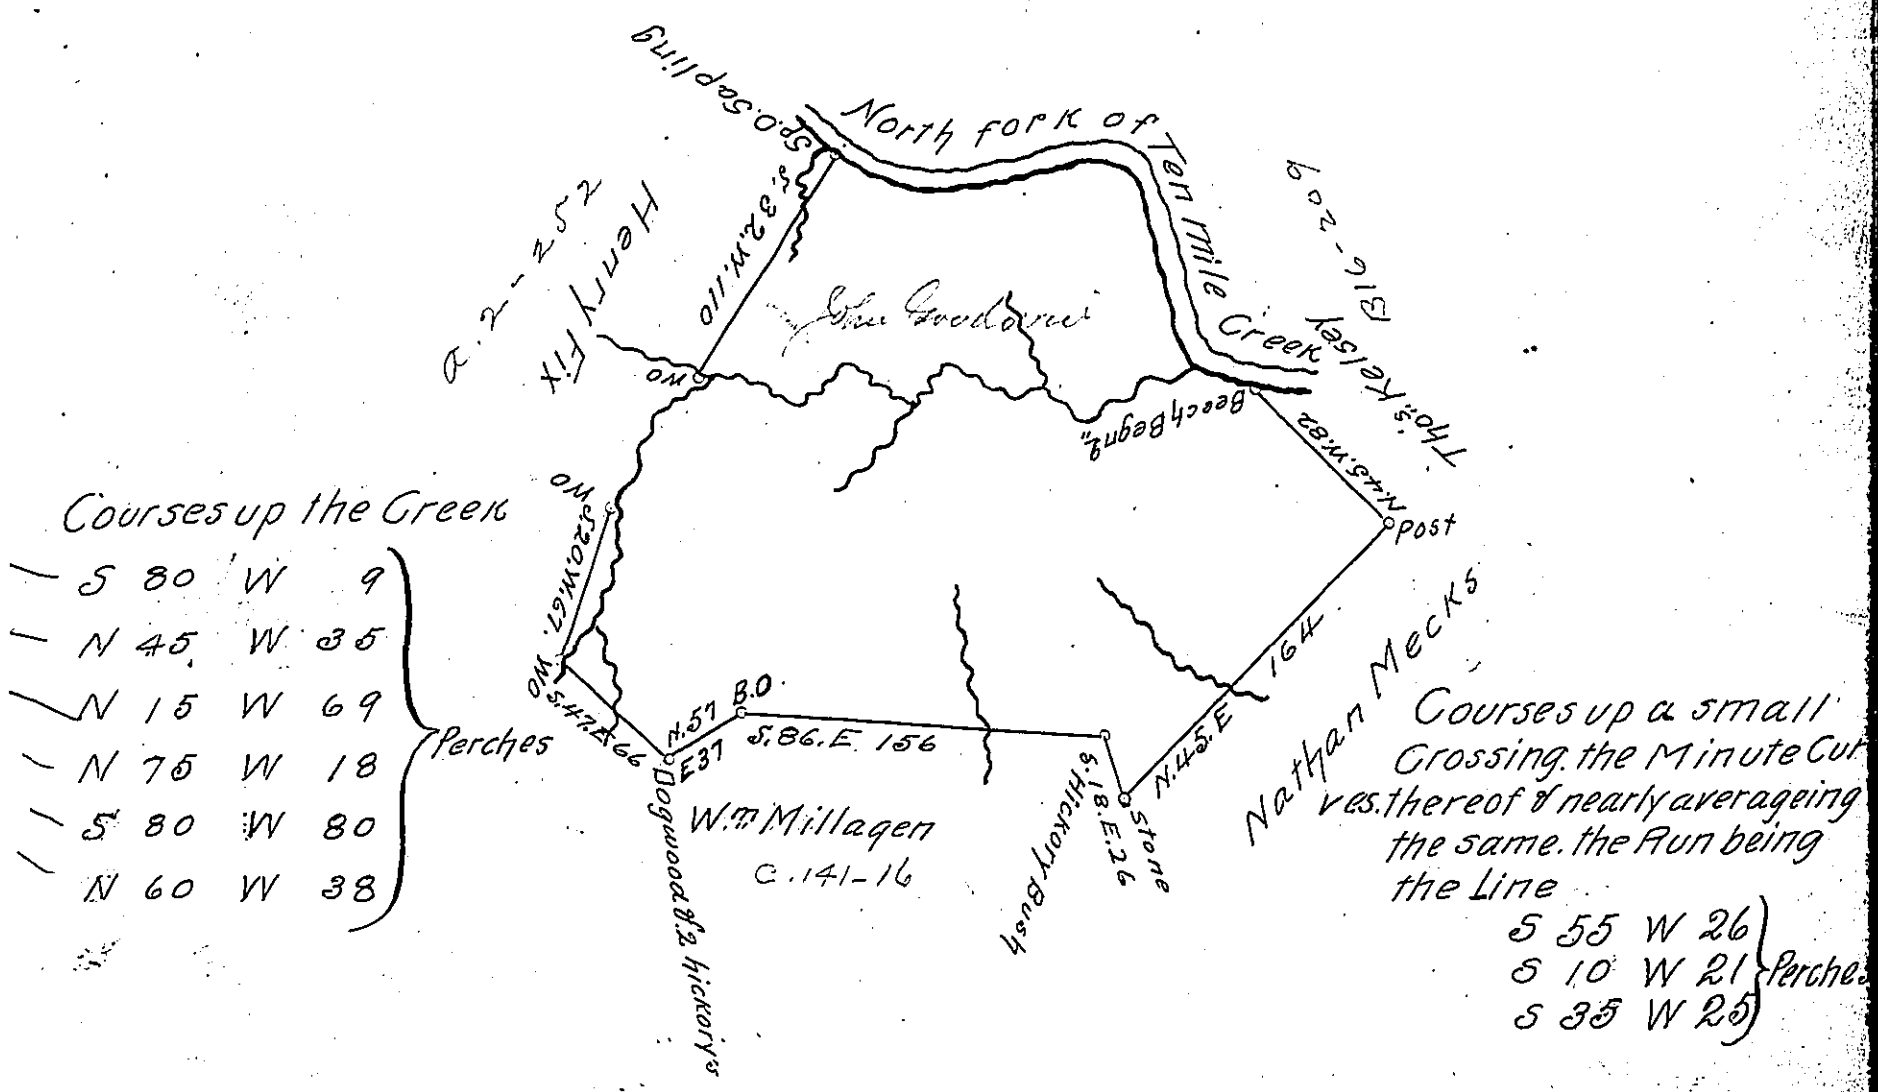 Sp.O. Sapling
North fork of Ten mile Creek
S.32.W.110
a. 2-252
Henry Fix
B16-209
Thos. Kelsey
WO
Beech Begng
N.45.W.82
Post
WO
S.20.W.67.
WO
S.47.E 66
N.57
E37
B.O.
S.86.E. 156
S.18.E.26
Hickory Bush
Stone
N.45.E 164
Nathan Mecks
Dogwood & 2 hickory's
Wm Millagen
C.141-16
Courses up the Creek
S 80 W 9
N 45 W 35
N 15 W 69
N 75 W 18
S 80 W 80
N 60 W 38
Perches
Courses up a small
Crossing. the Minute Cur
ves. thereof & nearly averageing
the same. the Run being
the Line
S 55 W 26
S 10 W 21
S 35 W 25
Perches